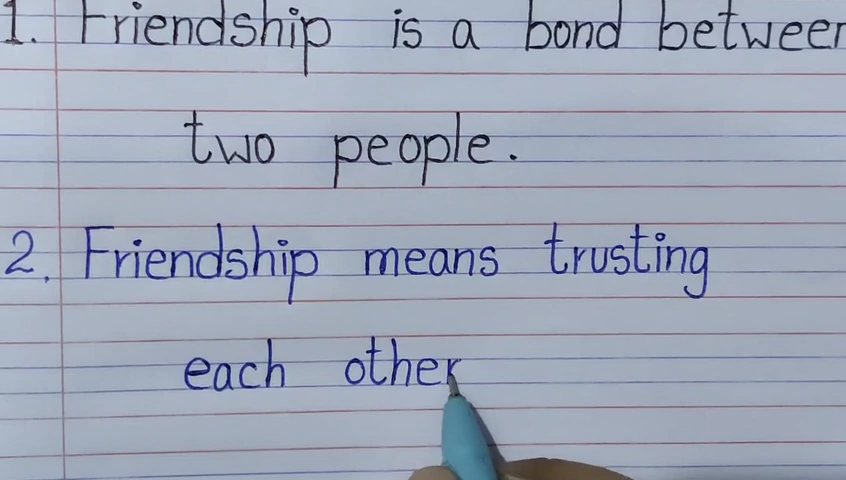 1. Friendship is a bond between
two people.
2. Friendship means trusting
each other